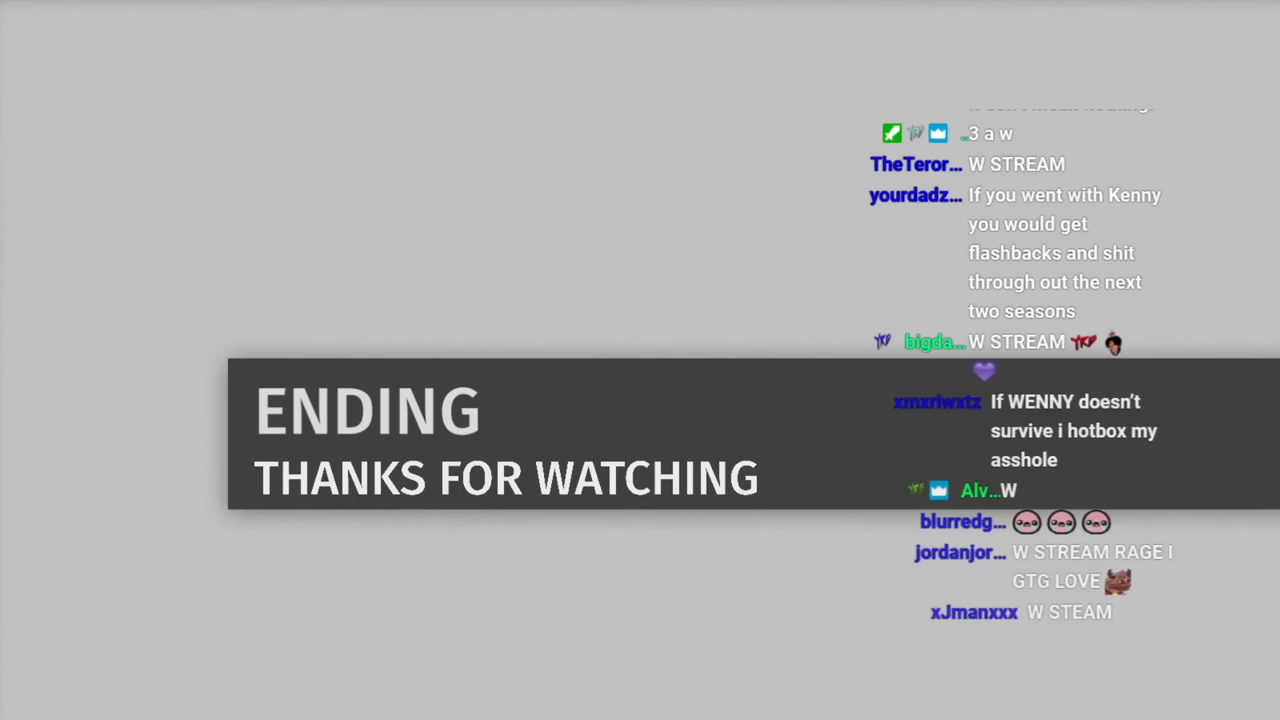 ..3 a w
TheTeror... W STREAM
yourdadz... If you went with Kenny
you would get
flashbacks and shit
through out the next
two seasons
bigda... W STREAM
ENDING
THANKS FOR WATCHING
xmxriwxtz If WENNY doesn't
survive i hotbox my
asshole
Alv... W
blurredg...
jordanjor... W STREAM RAGE I
GTG LOVE
xJmanxxx W STEAM